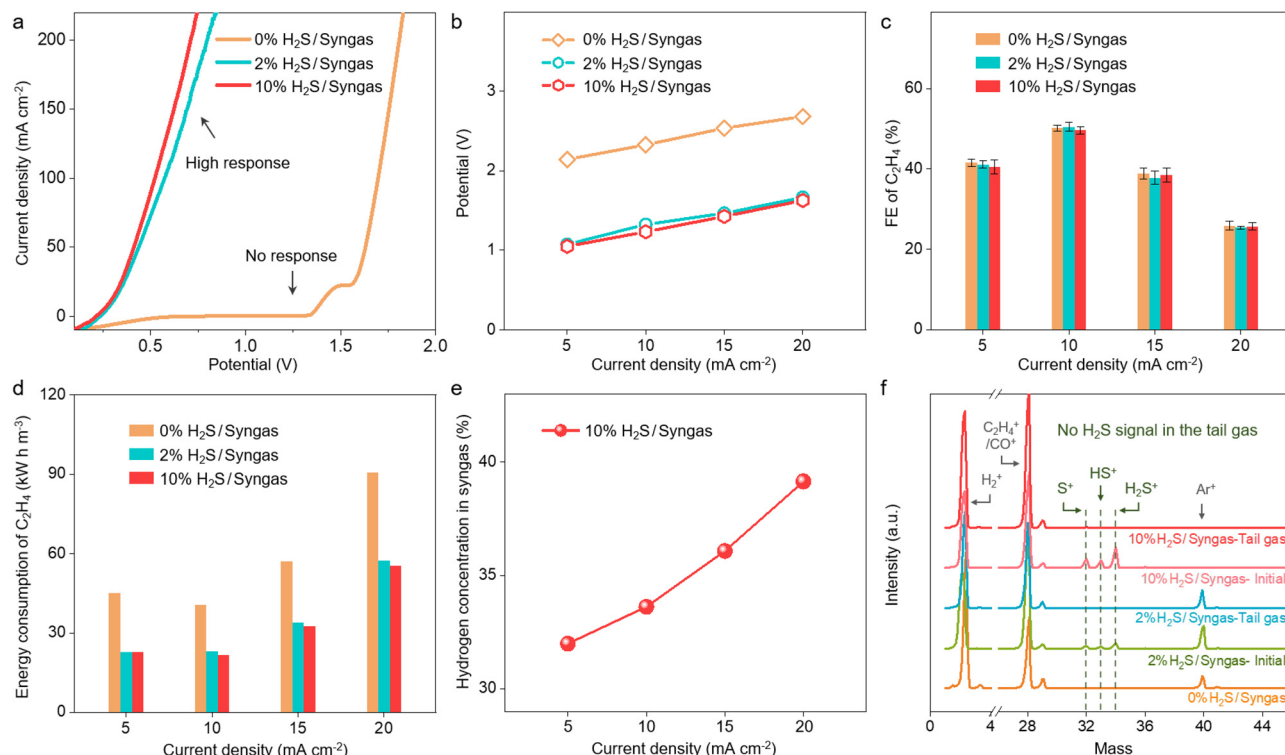 a
Current density (mA cm⁻²)
200
150
100
50
0
0% H₂S/Syngas
2% H₂S/Syngas
10% H₂S/Syngas
High response
No response
0.5
1.0
1.5
2.0
Potential (V)
b
Potential (V)
3
2
1
0
0% H₂S/Syngas
2% H₂S/Syngas
10% H₂S/Syngas
5
10
15
20
Current density (mA cm⁻²)
c
FE of C₂H₄ (%)
80
60
40
20
0
0% H₂S/Syngas
2% H₂S/Syngas
10% H₂S/Syngas
5
10
15
20
Current density (mA cm⁻²)
d
Energy consumption of C₂H₄ (kW h m⁻³)
120
90
60
30
0
0% H₂S/Syngas
2% H₂S/Syngas
10% H₂S/Syngas
5
10
15
20
Current density (mA cm⁻²)
e
Hydrogen concentration in syngas (%)
42
39
35
33
30
10% H₂S/Syngas
5
10
15
20
Current density (mA cm⁻²)
f
Intensity (a.u.)
C₂H₄⁺
/CO⁺
No H₂S signal in the tail gas
H₂⁺
S⁺
HS⁺
H₂S⁺
Ar⁺
10%H₂S/Syngas-Tail gas
10%H₂S/Syngas- Initial
2%H₂S/Syngas-Tail gas
2%H₂S/Syngas- Initial
0%H₂S/Syngas
0
4
28
32
36
40
44
Mass